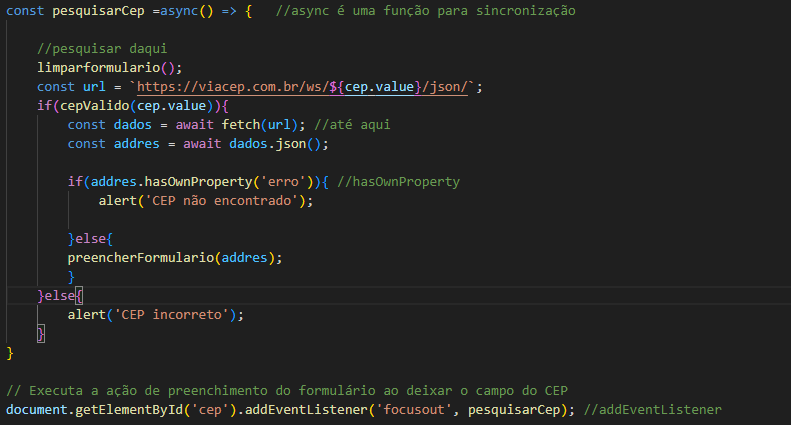 const pesquisarCep =async() => {   //async é uma função para sincronização
//pesquisar daqui
limparformulario();
const url = `https://viacep.com.br/ws/${cep.value}/json/`;
if(cepValido(cep.value)){
const dados = await fetch(url); //até aqui
const addres = await dados.json();
if(addres.hasOwnProperty('erro')){ //hasOwnProperty
alert('CEP não encontrado');
}else{
preencherFormulario(addres);
}
}else{
alert('CEP incorreto');
}
}
// Executa a ação de preenchimento do formulário ao deixar o campo do CEP
document.getElementById('cep').addEventListener('focusout', pesquisarCep); //addEventListener